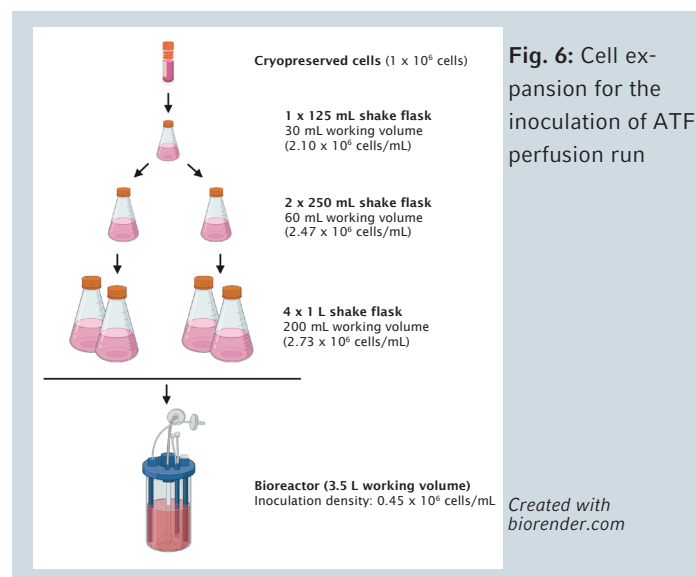 Cryopreserved cells (1 x 10⁶ cells)
1 x 125 mL shake flask
30 mL working volume
(2.10 x 10⁶ cells/mL)
2 x 250 mL shake flask
60 mL working volume
(2.47 x 10⁶ cells/mL)
4 x 1 L shake flask
200 mL working volume
(2.73 x 10⁶ cells/mL)
Bioreactor (3.5 L working volume)
Inoculation density: 0.45 x 10⁶ cells/mL
Fig. 6: Cell ex-
pansion for the
inoculation of ATF
perfusion run
Created with
biorender.com